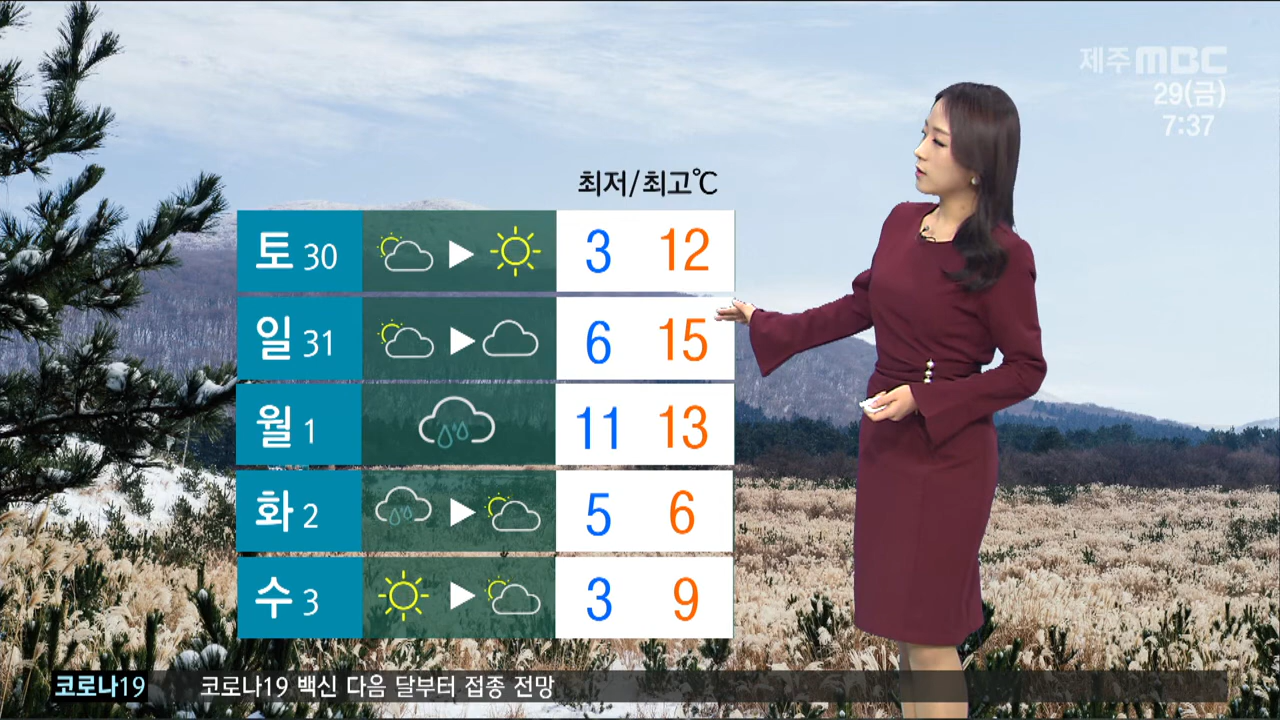 제주MBC
29(금)
7:37
최저/최고℃
토 30 3 12
일 31 6 15
월 1 11 13
화 2 5 6
수 3 3 9
코로나19 코로나19 백신 다음 달부터 접종 전망